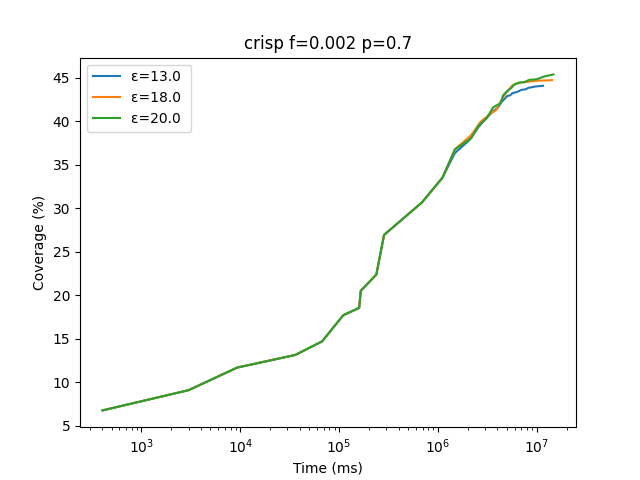 crisp f=0.002 p=0.7
ε=13.0
ε=18.0
ε=20.0
45
40
35
30
25
20
15
10
5
Coverage (%)
10³ 10⁴ 10⁵ 10⁶ 10⁷
Time (ms)